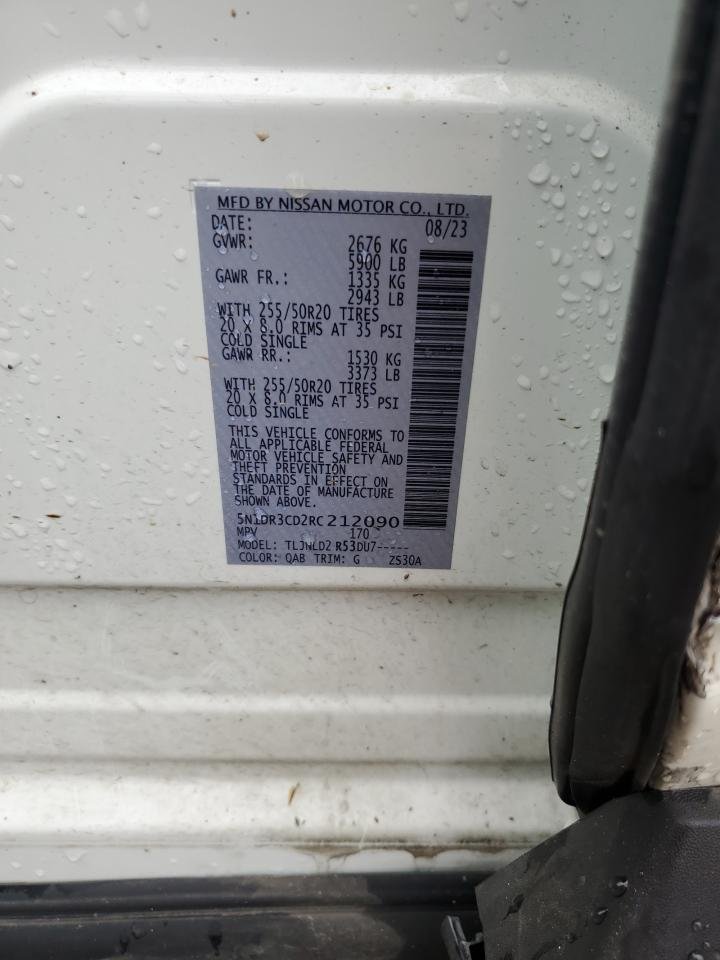 MFD BY NISSAN MOTOR CO., LTD.
DATE: 08/23
GVWR: 2676 KG
5900 LB
GAWR FR.: 1335 KG
2943 LB
WITH 255/50R20 TIRES
20 X 8.0 RIMS AT 35 PSI
COLD SINGLE
GAWR RR.: 1530 KG
3373 LB
WITH 255/50R20 TIRES
20 X 8.0 RIMS AT 35 PSI
COLD SINGLE
THIS VEHICLE CONFORMS TO
ALL APPLICABLE FEDERAL
MOTOR VEHICLE SAFETY AND
THEFT PREVENTION
STANDARDS IN EFFECT ON
THE DATE OF MANUFACTURE
SHOWN ABOVE.
5N1DR3CD2RC212090
MPV 170
MODEL: TLJNLD2 R53DU7-----
COLOR: QAB TRIM: G ZS30A